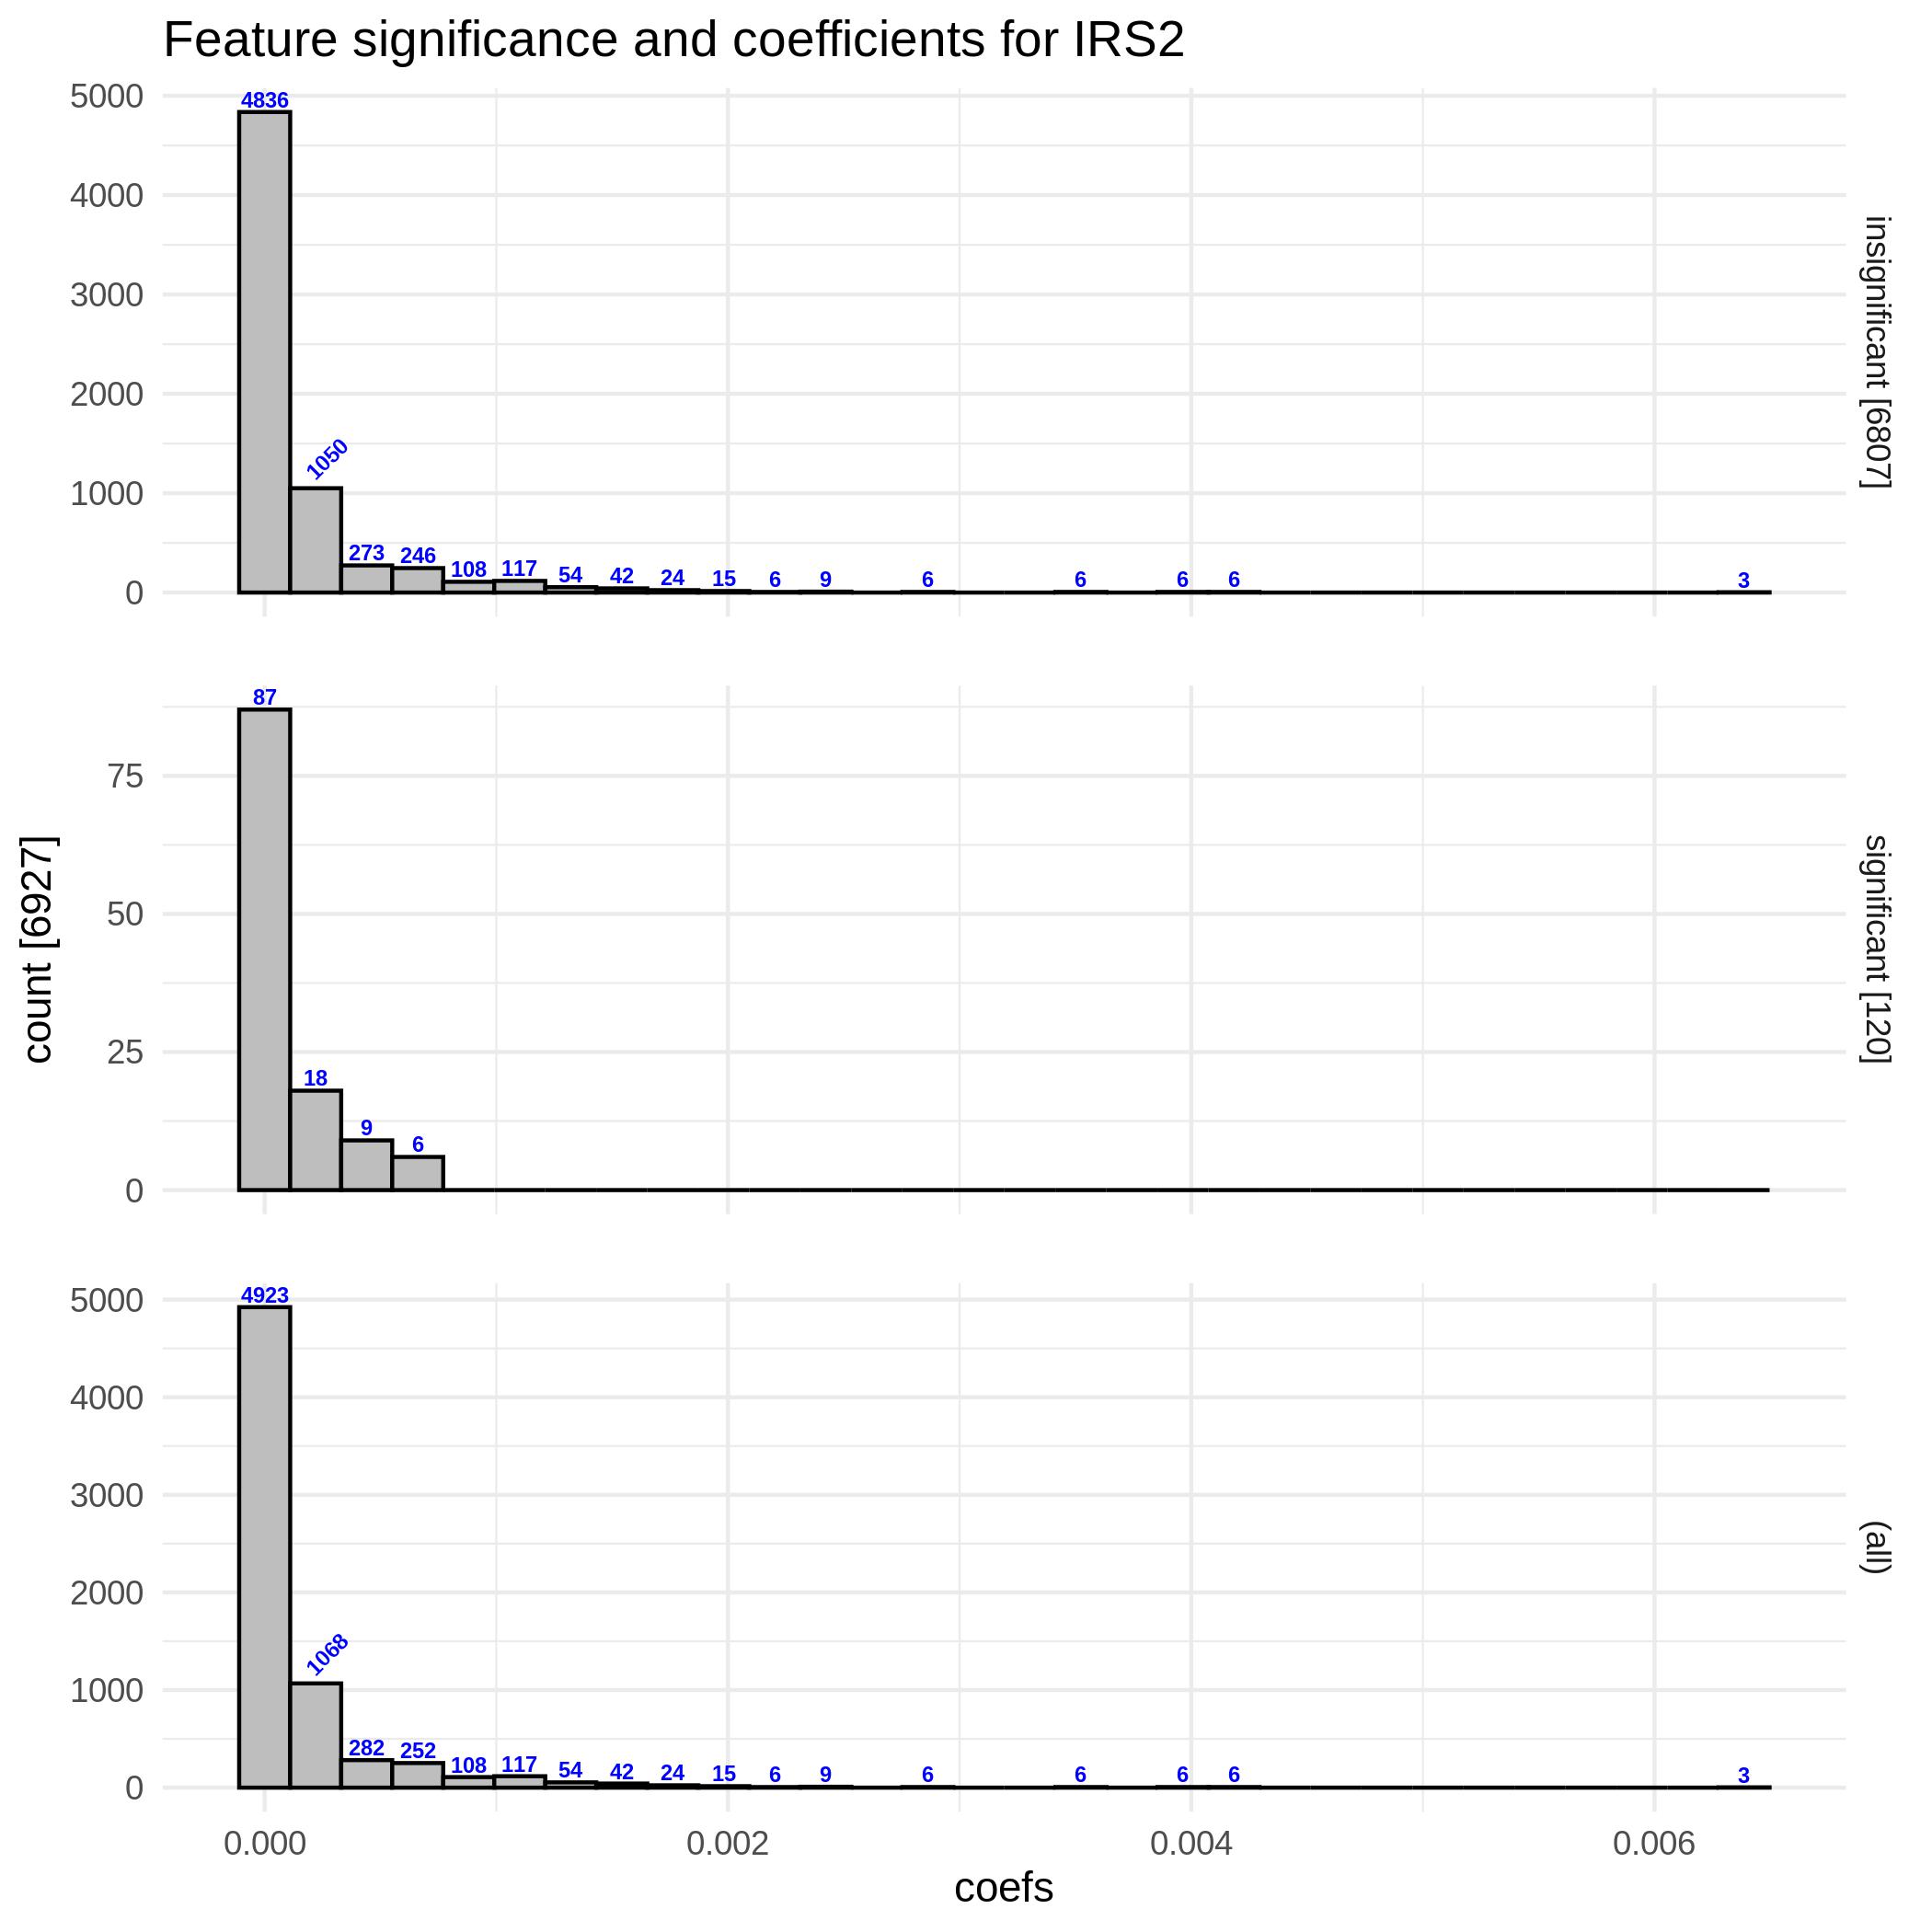 Feature significance and coefficients for IRS2
5000
4000
3000
2000
1000
0
4836
1050
273 246 108 117 54 42 24 15 6 9 6 6 6 6 3
insignificant [6807]
count [6927]
75
50
25
0
87
18
9
6
significant [120]
5000
4000
3000
2000
1000
0
4923
1068
282 252 108 117 54 42 24 15 6 9 6 6 6 6 3
(all)
0.000 0.002 0.004 0.006
coefs